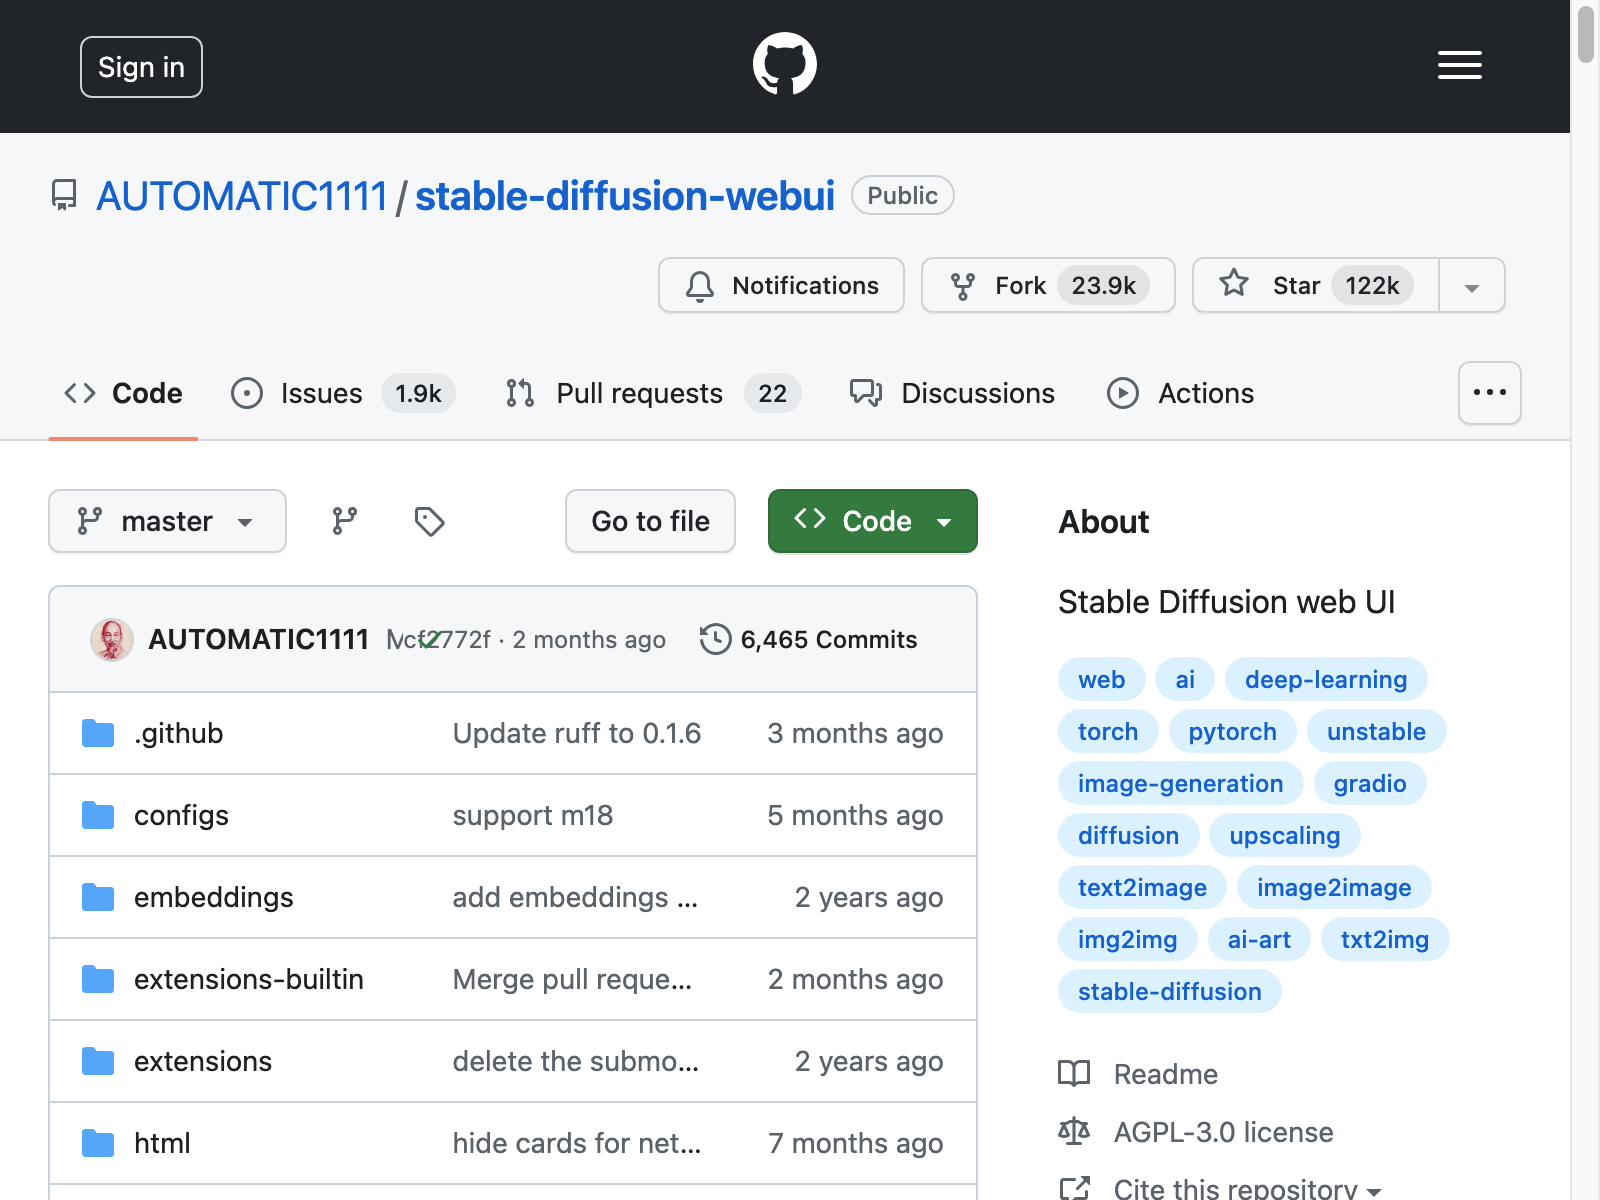 Sign in
AUTOMATIC1111 / stable-diffusion-webui Public
Notifications Fork 23.9k Star 122k
Code Issues 1.9k Pull requests 22 Discussions Actions
master Go to file Code
About
Stable Diffusion web UI
AUTOMATIC1111 cf2772f · 2 months ago 6,465 Commits
web ai deep-learning
torch pytorch unstable
image-generation gradio
diffusion upscaling
text2image image2image
img2img ai-art txt2img
stable-diffusion
.github Update ruff to 0.1.6 3 months ago
configs support m18 5 months ago
embeddings add embeddings ... 2 years ago
extensions-builtin Merge pull reque... 2 months ago
extensions delete the submo... 2 years ago
html hide cards for net... 7 months ago
Readme
AGPL-3.0 license
Cite this repository